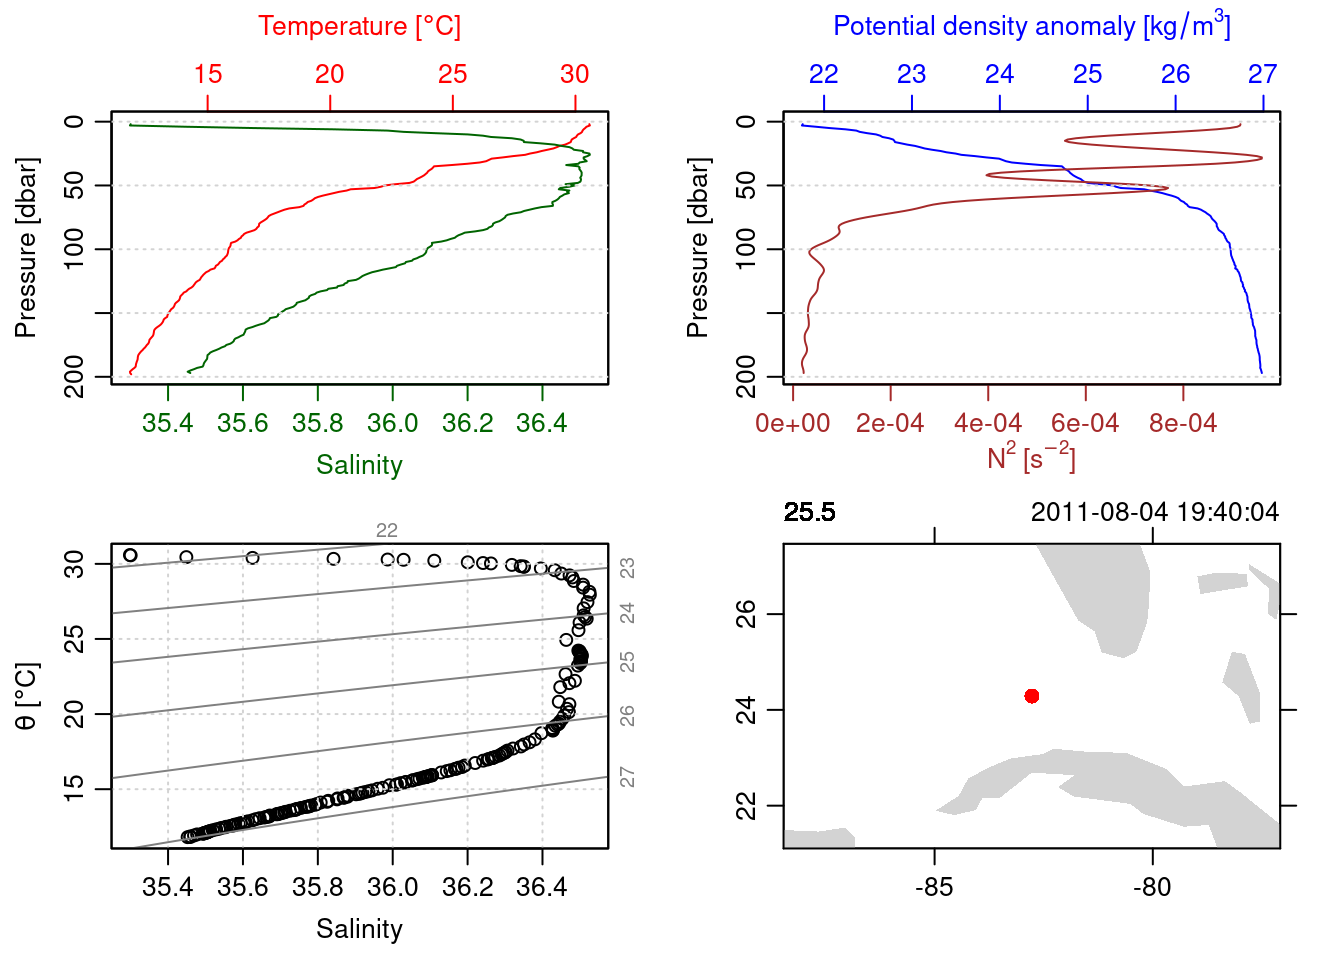 Temperature [°C]
15 20 25 30
0
50
100
200
Pressure [dbar]
35.4 35.6 35.8 36.0 36.2 36.4
Salinity
Potential density anomaly [kg/m³]
22 23 24 25 26 27
0
50
100
200
Pressure [dbar]
0e+00 2e-04 4e-04 6e-04 8e-04
N² [s⁻²]
22
23
24
25
26
27
30
25
20
15
θ [°C]
35.4 35.6 35.8 36.0 36.2 36.4
Salinity
25.5 2011-08-04 19:40:04
26
24
22
-85 -80